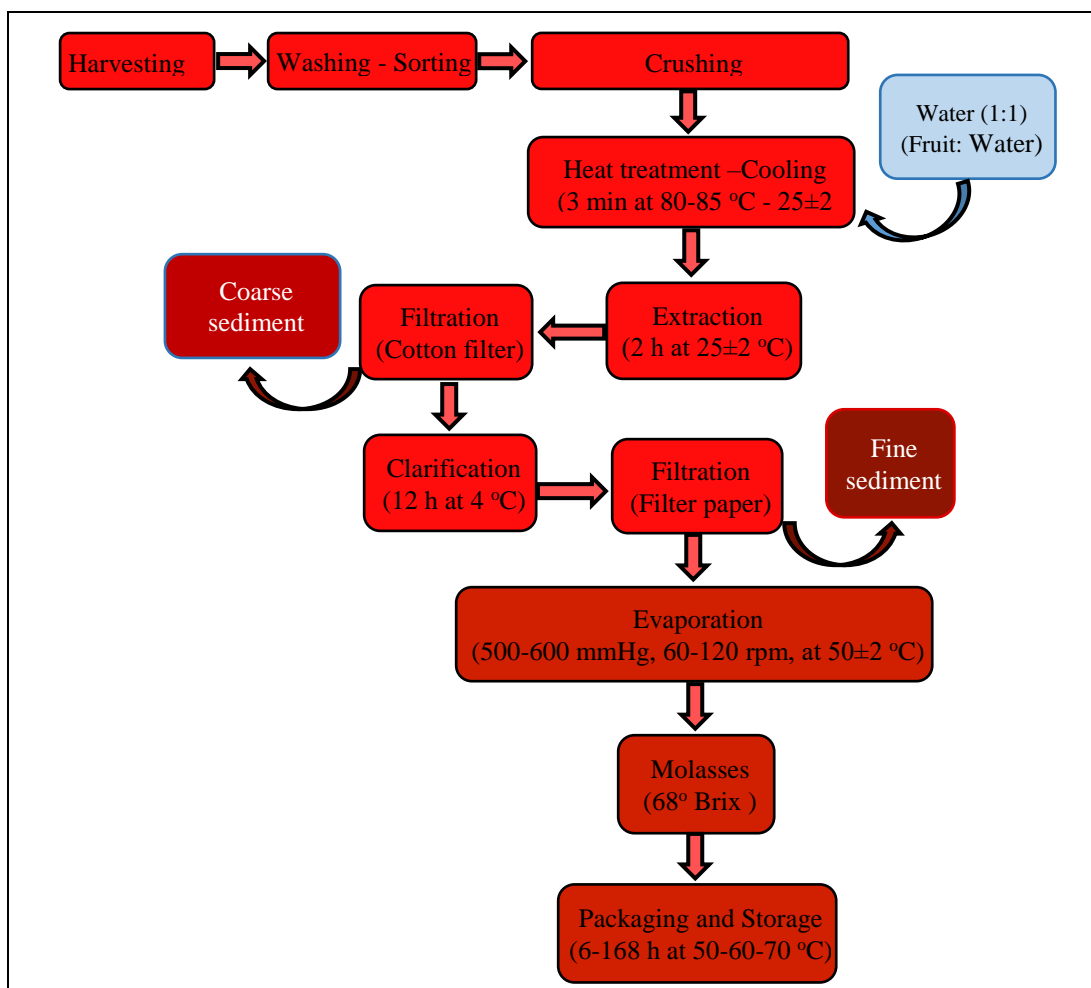 Harvesting
Washing - Sorting
Crushing
Water (1:1)
(Fruit: Water)
Heat treatment –Cooling
(3 min at 80-85 ºC - 25±2
Coarse
sediment
Filtration
(Cotton filter)
Extraction
(2 h at 25±2 ºC)
Clarification
(12 h at 4 ºC)
Filtration
(Filter paper)
Fine
sediment
Evaporation
(500-600 mmHg, 60-120 rpm, at 50±2 ºC)
Molasses
(68º Brix )
Packaging and Storage
(6-168 h at 50-60-70 ºC)